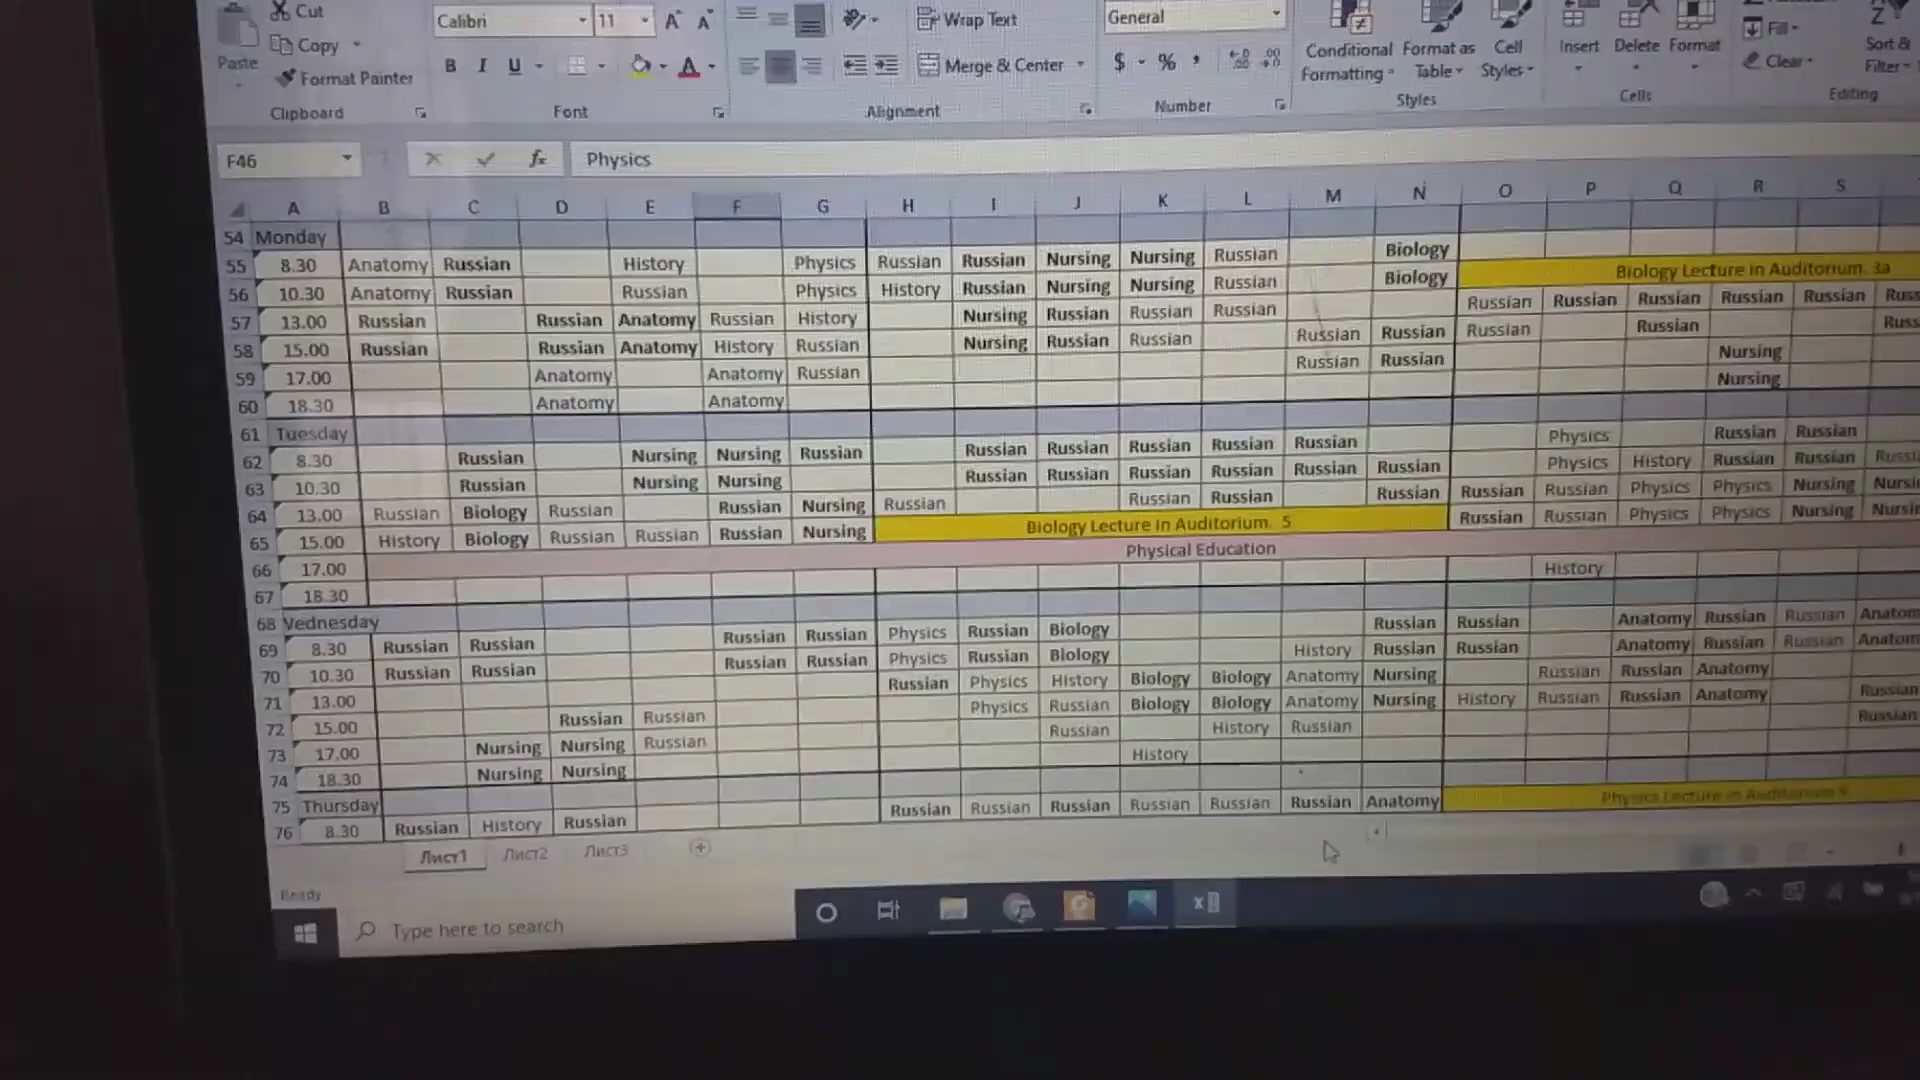 Cut
Calibri 11 Wrap Text General
Paste Copy Conditional Format as Cell Insert Delete Format Fill Sort &
Format Painter B I U Merge & Center $ % Formatting Table Styles Clear Filter
Clipboard Font Alignment Number Styles Cells Editing
F46 fx Physics
A B C D E F G H I J K L M N O P Q R S
54 Monday
55 8.30 Anatomy Russian History Physics Russian Russian Nursing Nursing Russian Biology
Biology Lecture in Auditorium. 3a
56 10.30 Anatomy Russian Russian Physics History Russian Nursing Nursing Russian Biology
57 13.00 Russian Russian Anatomy Russian History Nursing Russian Russian Russian Russian Russian Russian Russian Russian
58 15.00 Russian Russian Anatomy History Russian Nursing Russian Russian Russian Russian Russian Russian
59 17.00 Anatomy Anatomy Russian Russian Russian Nursing
60 18.30 Anatomy Anatomy Nursing
61 Tuesday
62 8.30 Russian Nursing Nursing Russian Russian Russian Russian Russian Russian Physics Russian Russian
63 10.30 Russian Nursing Nursing Russian Russian Russian Russian Russian Russian Physics History Russian Russian
64 13.00 Russian Biology Russian Russian Nursing Russian Russian Russian Russian Russian Russian Physics Physics Nursing
65 15.00 History Biology Russian Russian Russian Nursing Biology Lecture in Auditorium. 5 Russian Russian Physics Physics Nursing
66 17.00 Physical Education
67 18.30 History
68 Wednesday
69 8.30 Russian Russian Russian Russian Physics Russian Biology Russian Russian Anatomy Russian Russian
70 10.30 Russian Russian Russian Russian Physics Russian Biology History Russian Russian Anatomy Russian Russian
71 13.00 Russian Physics History Biology Biology Anatomy Nursing Russian Russian Anatomy
72 15.00 Russian Russian Physics Russian Biology Biology Anatomy Nursing History Russian Russian Anatomy Russian
73 17.00 Nursing Nursing Russian Russian History Russian Russian
74 18.30 Nursing Nursing History
75 Thursday
76 8.30 Russian History Russian Russian Russian Russian Russian Russian Russian Anatomy Physics Lecture in Auditorium
Лист1 Лист2 Лист3
Ready
Type here to search